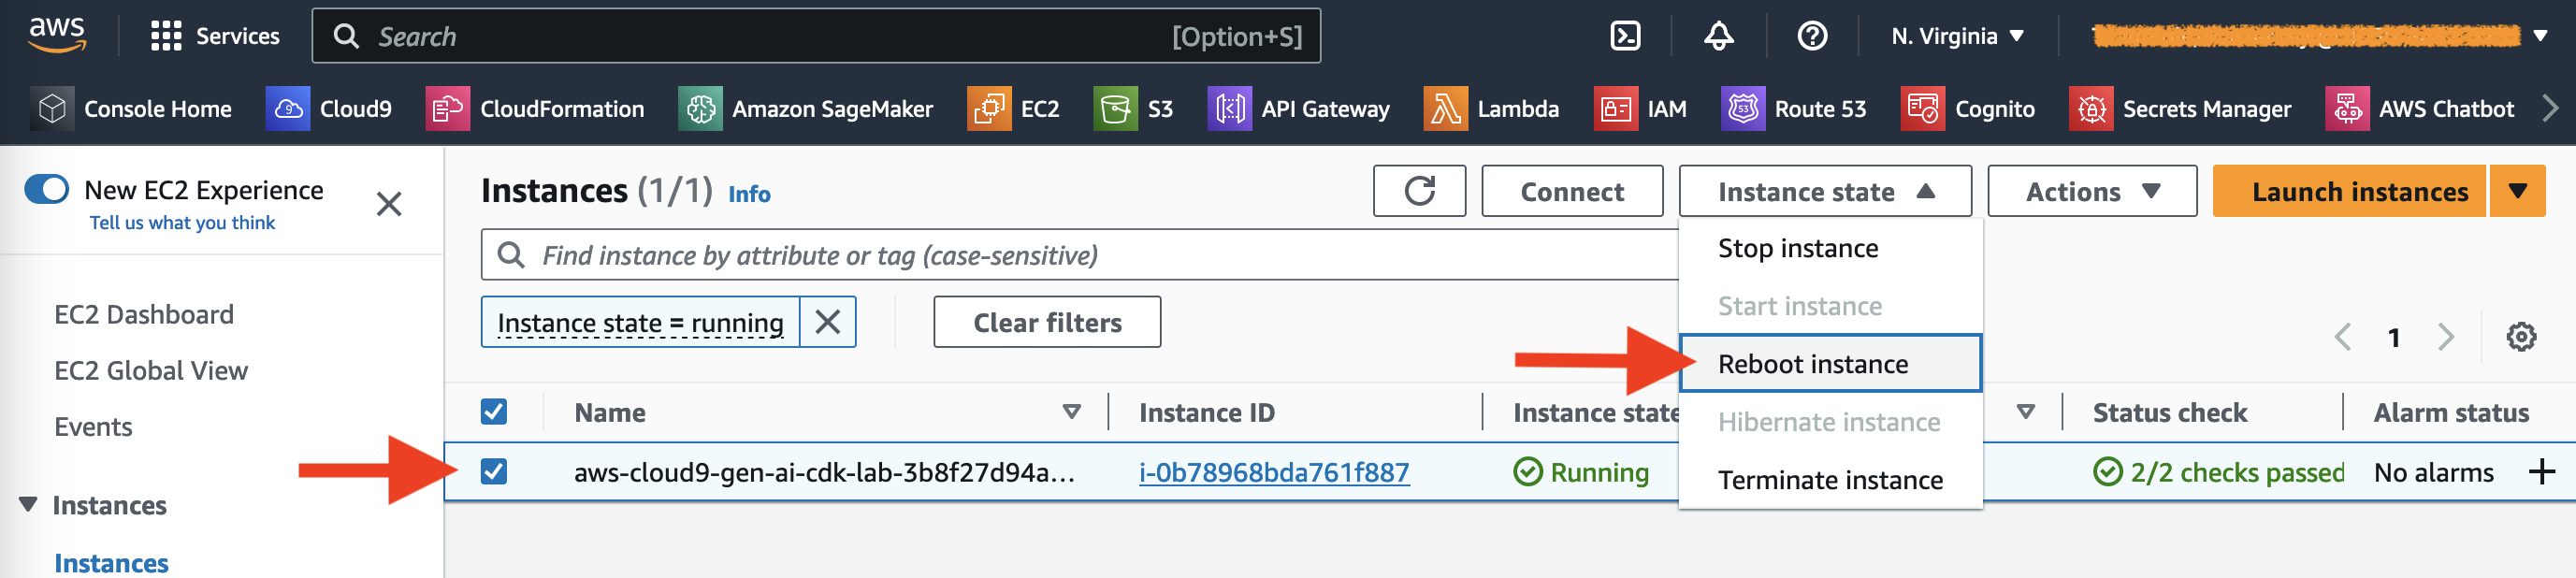 aws
Services
Search [Option+S]
N. Virginia
Console Home Cloud9 CloudFormation Amazon SageMaker EC2 S3 API Gateway Lambda IAM Route 53 Cognito Secrets Manager AWS Chatbot
New EC2 Experience
Tell us what you think
EC2 Dashboard
EC2 Global View
Events
Instances
Instances
Instances (1/1) Info
Connect Instance state Actions Launch instances
Find instance by attribute or tag (case-sensitive)
Instance state = running
Clear filters
Stop instance
Start instance
Reboot instance
Hibernate instance
Terminate instance
1
Name Instance ID Instance state Status check Alarm status
aws-cloud9-gen-ai-cdk-lab-3b8f27d94a... i-0b78968bda761f887 Running 2/2 checks passed No alarms +